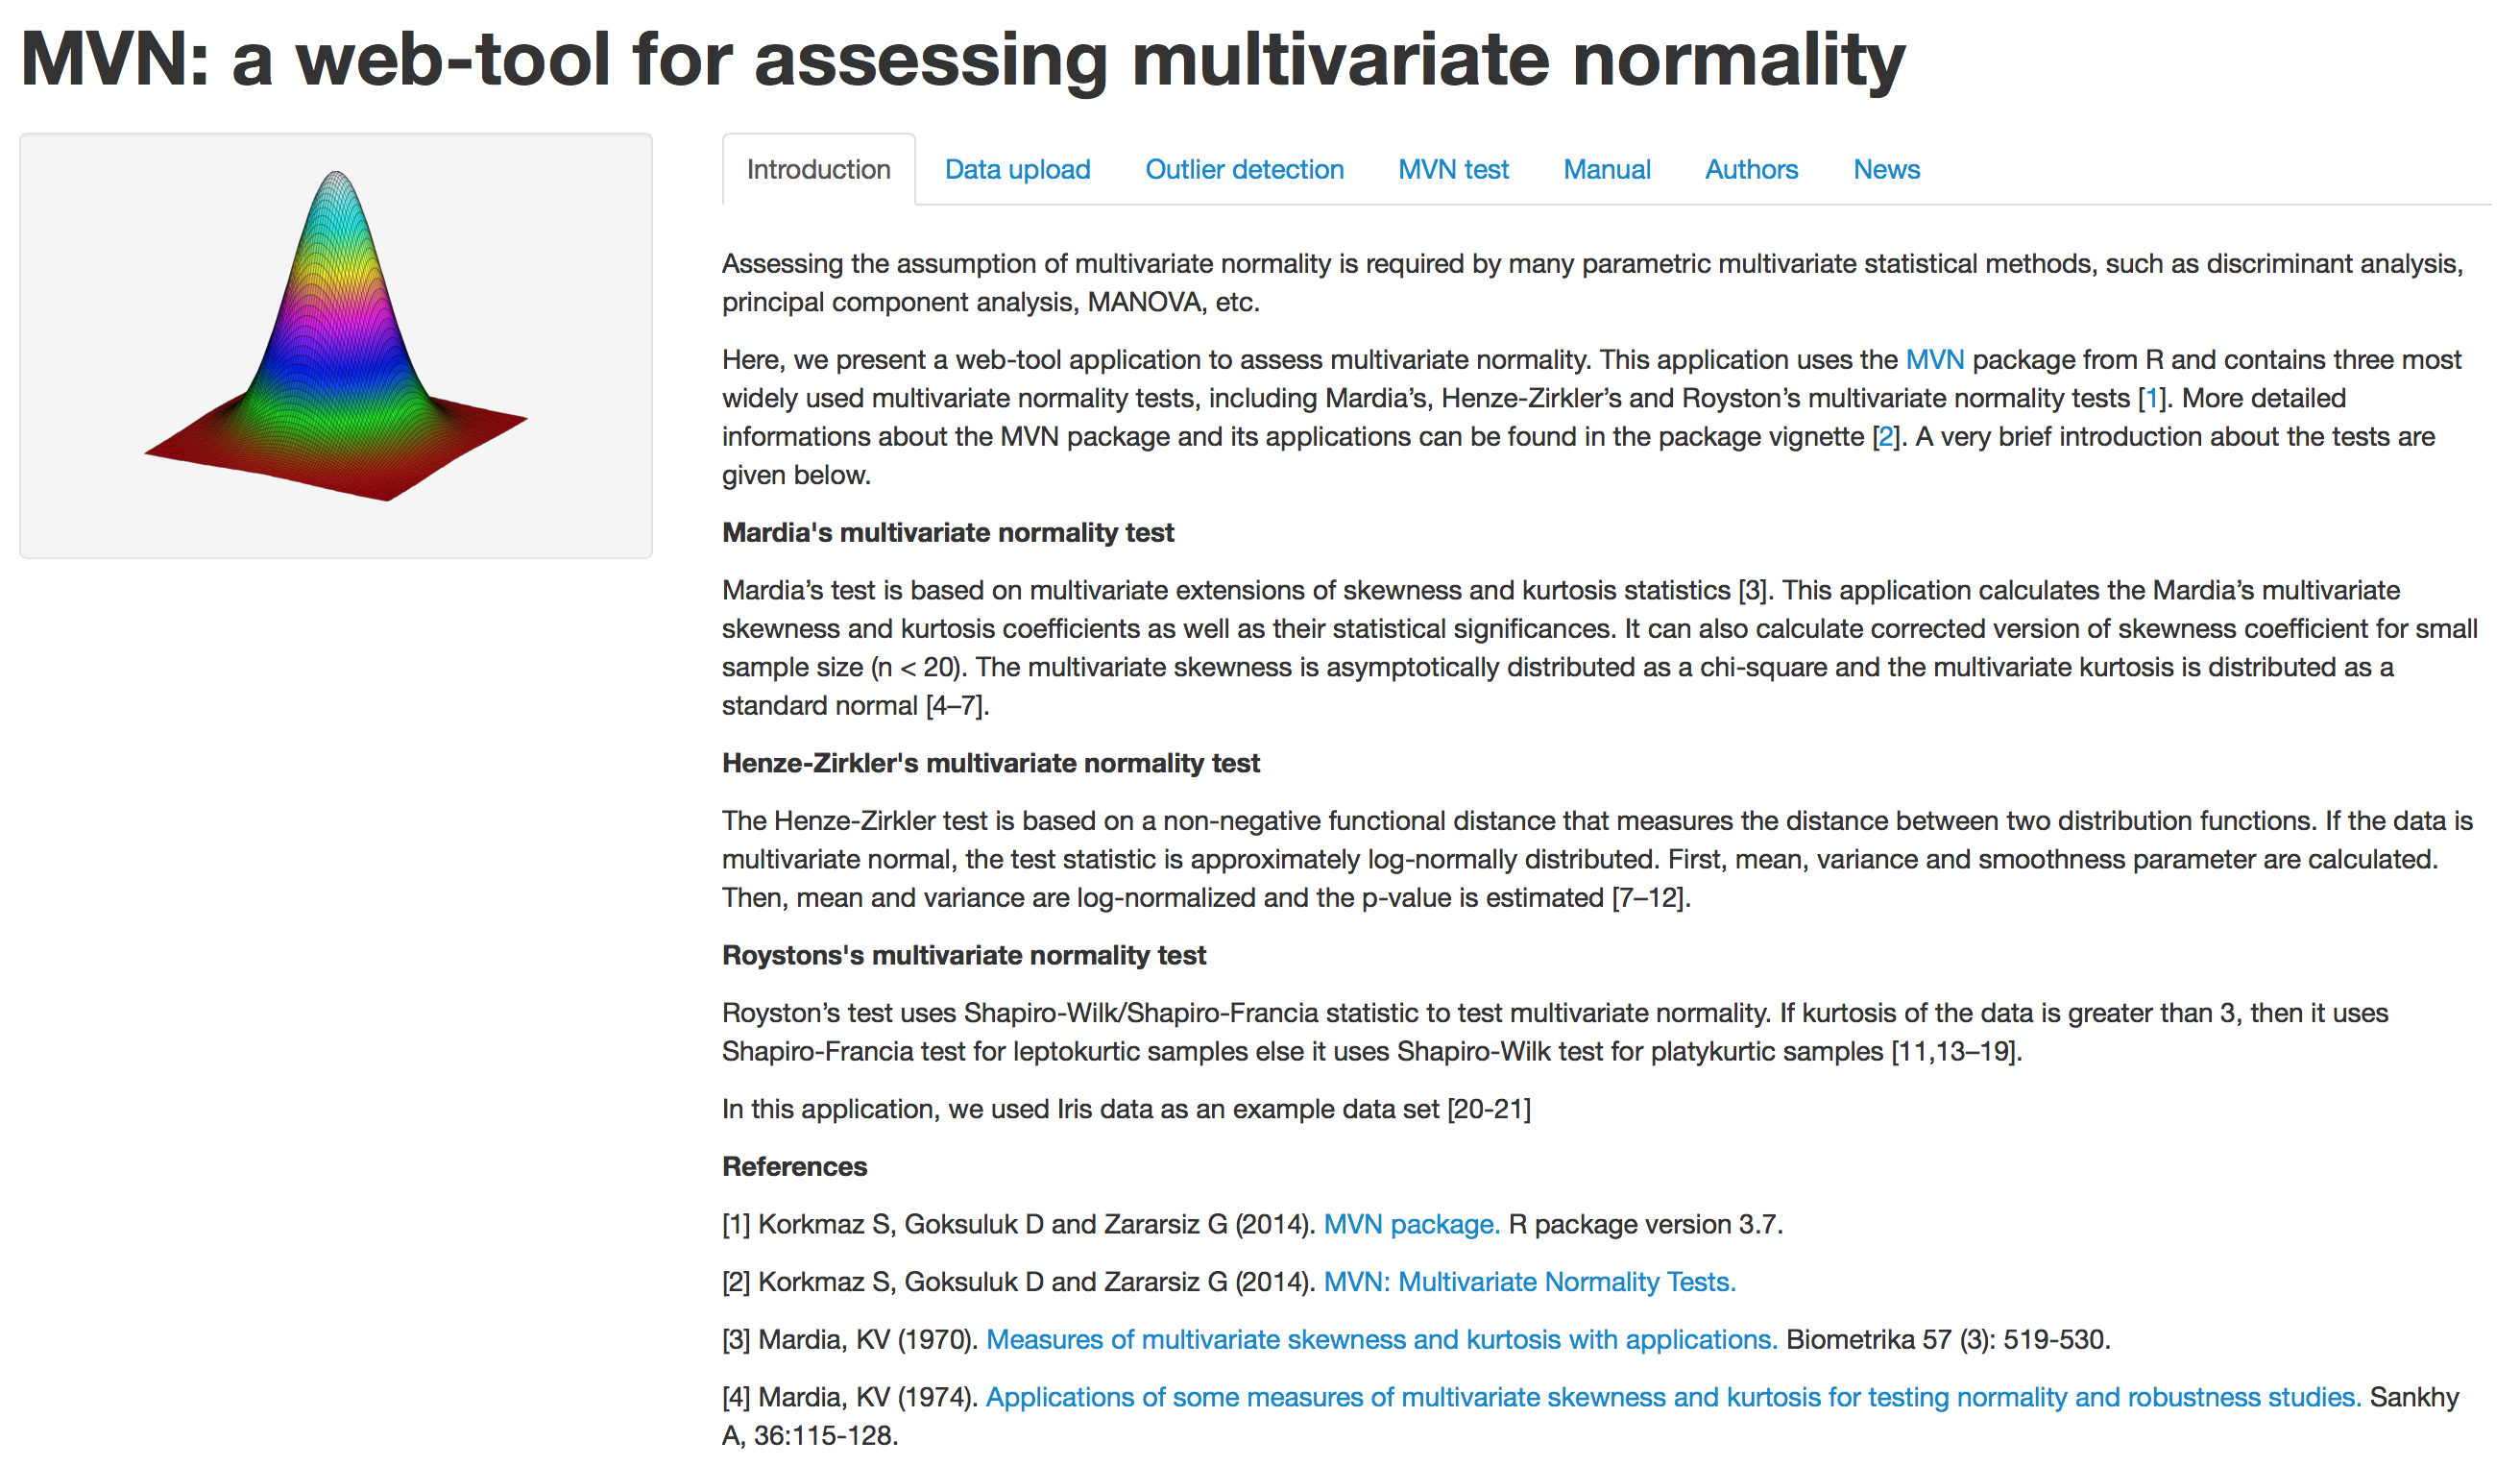 MVN: a web-tool for assessing multivariate normality
Introduction
Data upload
Outlier detection
MVN test
Manual
Authors
News
Assessing the assumption of multivariate normality is required by many parametric multivariate statistical methods, such as discriminant analysis,
principal component analysis, MANOVA, etc.
Here, we present a web-tool application to assess multivariate normality. This application uses the MVN package from R and contains three most
widely used multivariate normality tests, including Mardia’s, Henze-Zirkler’s and Royston’s multivariate normality tests [1]. More detailed
informations about the MVN package and its applications can be found in the package vignette [2]. A very brief introduction about the tests are
given below.
Mardia's multivariate normality test
Mardia’s test is based on multivariate extensions of skewness and kurtosis statistics [3]. This application calculates the Mardia’s multivariate
skewness and kurtosis coefficients as well as their statistical significances. It can also calculate corrected version of skewness coefficient for small
sample size (n < 20). The multivariate skewness is asymptotically distributed as a chi-square and the multivariate kurtosis is distributed as a
standard normal [4–7].
Henze-Zirkler's multivariate normality test
The Henze-Zirkler test is based on a non-negative functional distance that measures the distance between two distribution functions. If the data is
multivariate normal, the test statistic is approximately log-normally distributed. First, mean, variance and smoothness parameter are calculated.
Then, mean and variance are log-normalized and the p-value is estimated [7–12].
Roystons's multivariate normality test
Royston’s test uses Shapiro-Wilk/Shapiro-Francia statistic to test multivariate normality. If kurtosis of the data is greater than 3, then it uses
Shapiro-Francia test for leptokurtic samples else it uses Shapiro-Wilk test for platykurtic samples [11,13–19].
In this application, we used Iris data as an example data set [20-21]
References
[1] Korkmaz S, Goksuluk D and Zararsiz G (2014). MVN package. R package version 3.7.
[2] Korkmaz S, Goksuluk D and Zararsiz G (2014). MVN: Multivariate Normality Tests.
[3] Mardia, KV (1970). Measures of multivariate skewness and kurtosis with applications. Biometrika 57 (3): 519-530.
[4] Mardia, KV (1974). Applications of some measures of multivariate skewness and kurtosis for testing normality and robustness studies. Sankhy
A, 36:115-128.